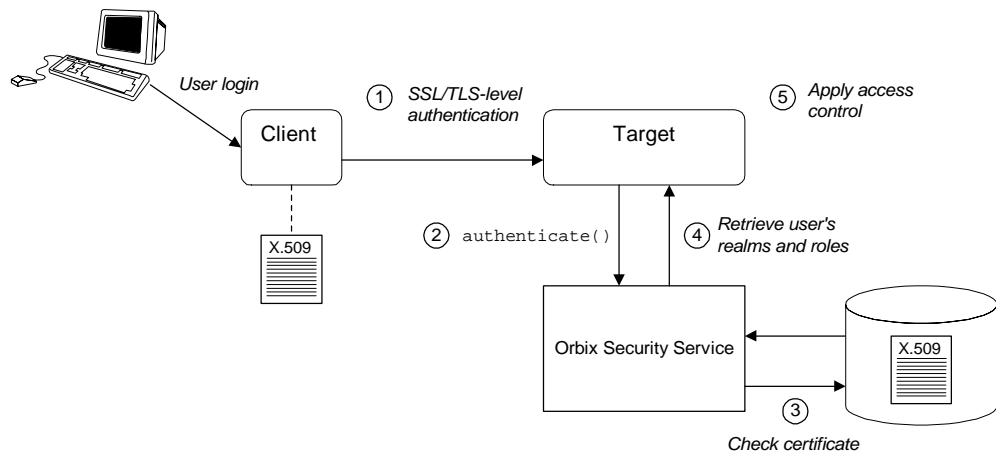 User login
1
SSL/TLS-level
authentication
5
Apply access
control
Client
Target
X.509
2
authenticate()
4
Retrieve user's
realms and roles
Orbix Security Service
X.509
3
Check certificate